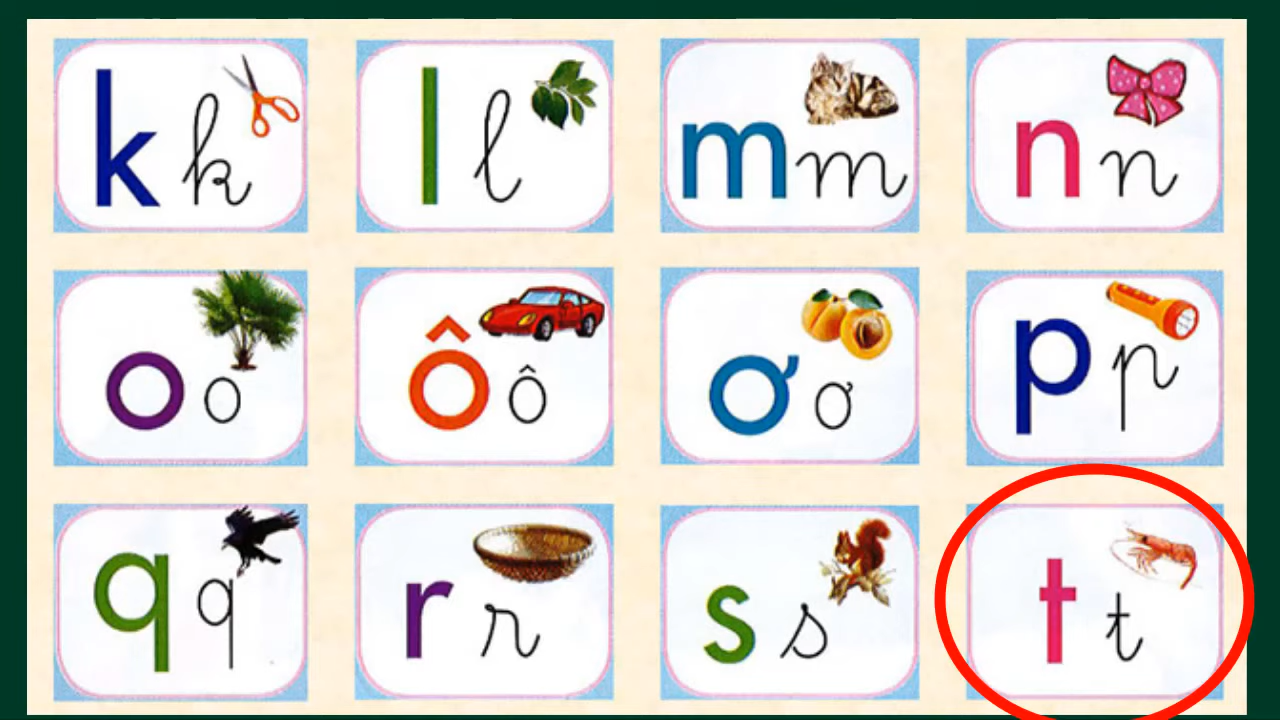 k k l l m m n n
o o ô ô ơ ơ p p
q q r r s s t t